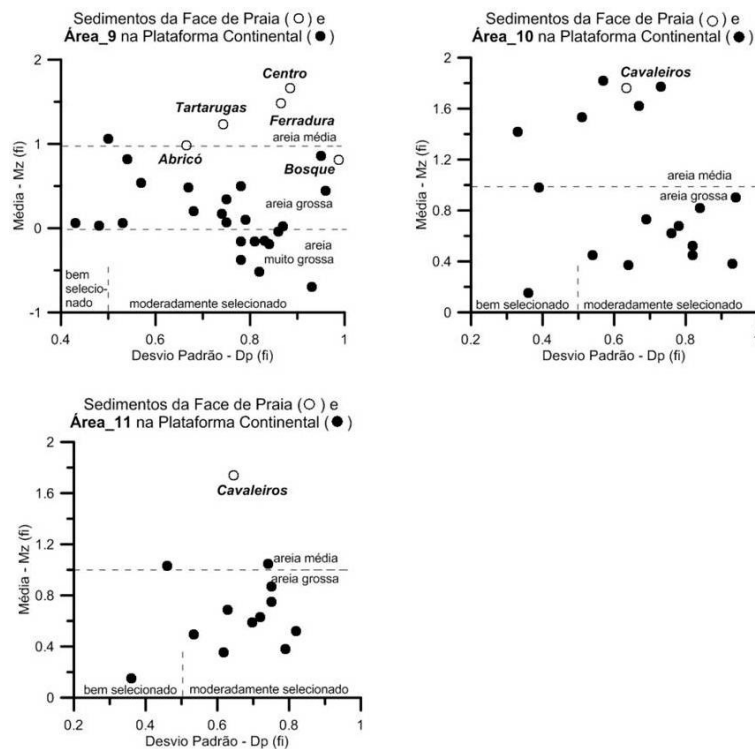 Sedimentos da Face de Praia (○) e
Área_9 na Plataforma Continental (●)
2
1
0
-1
Média - Mz (fi)
Centro
Tartarugas
Ferradura
areia média
Abricó
Bosque
areia grossa
areia
muito grossa
bem
selecio-
nado
moderadamente selecionado
0.4 0.6 0.8 1
Desvio Padrão - Dp (fi)
Sedimentos da Face de Praia (○) e
Área_10 na Plataforma Continental (●)
2
1.6
1.2
0.8
0.4
0
Média - Mz (fi)
Cavaleiros
areia média
areia grossa
bem selecionado moderadamente selecionado
0.2 0.4 0.6 0.8 1
Desvio Padrão - Dp (fi)
Sedimentos da Face de Praia (○) e
Área_11 na Plataforma Continental (●)
2
1.6
1.2
0.8
0.4
0
Média - Mz (fi)
Cavaleiros
areia média
areia grossa
bem selecionado moderadamente selecionado
0.2 0.4 0.6 0.8 1
Desvio Padrão - Dp (fi)